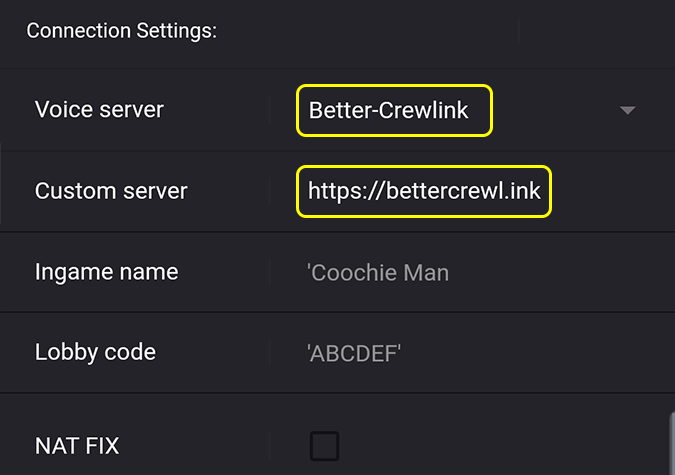 Connection Settings:
Voice server Better-Crewlink
Custom server https://bettercrewl.ink
Ingame name 'Coochie Man
Lobby code 'ABCDEF'
NAT FIX